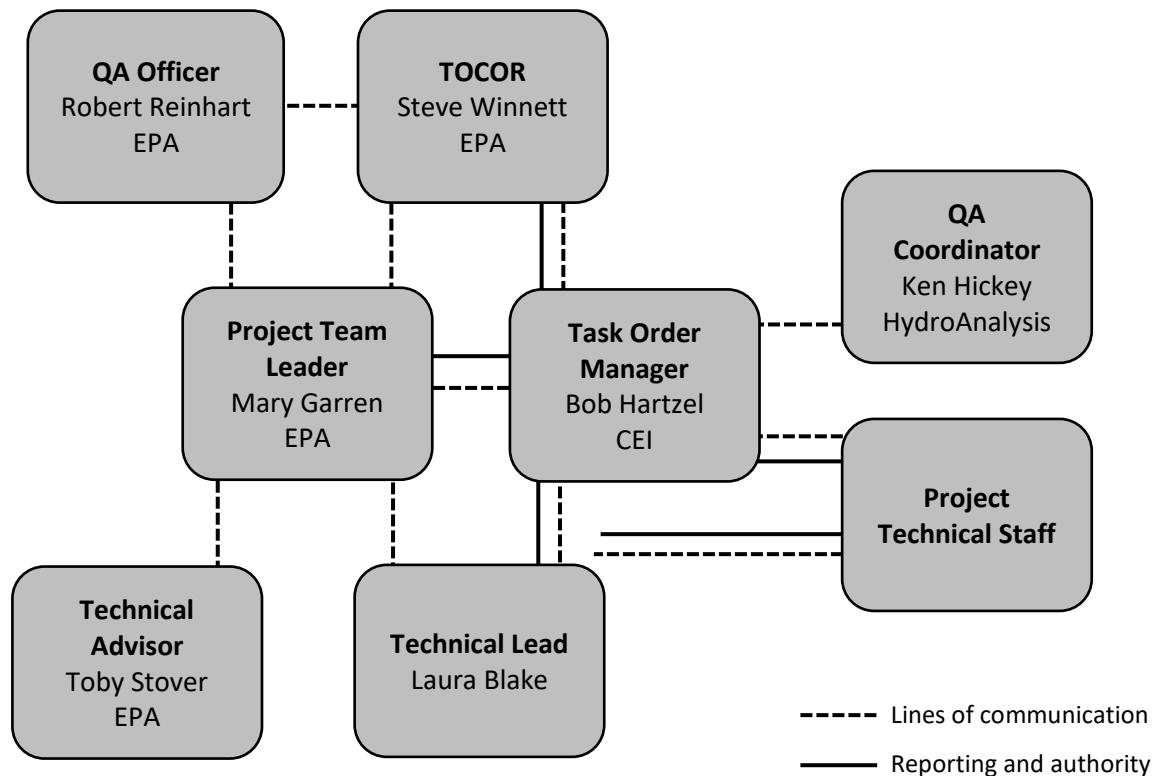 QA Officer
Robert Reinhart
EPA
TOCOR
Steve Winnett
EPA
QA
Coordinator
Ken Hickey
HydroAnalysis
Project Team
Leader
Mary Garren
EPA
Task Order
Manager
Bob Hartzel
CEI
Project
Technical Staff
Technical
Advisor
Toby Stover
EPA
Technical Lead
Laura Blake
Lines of communication
Reporting and authority